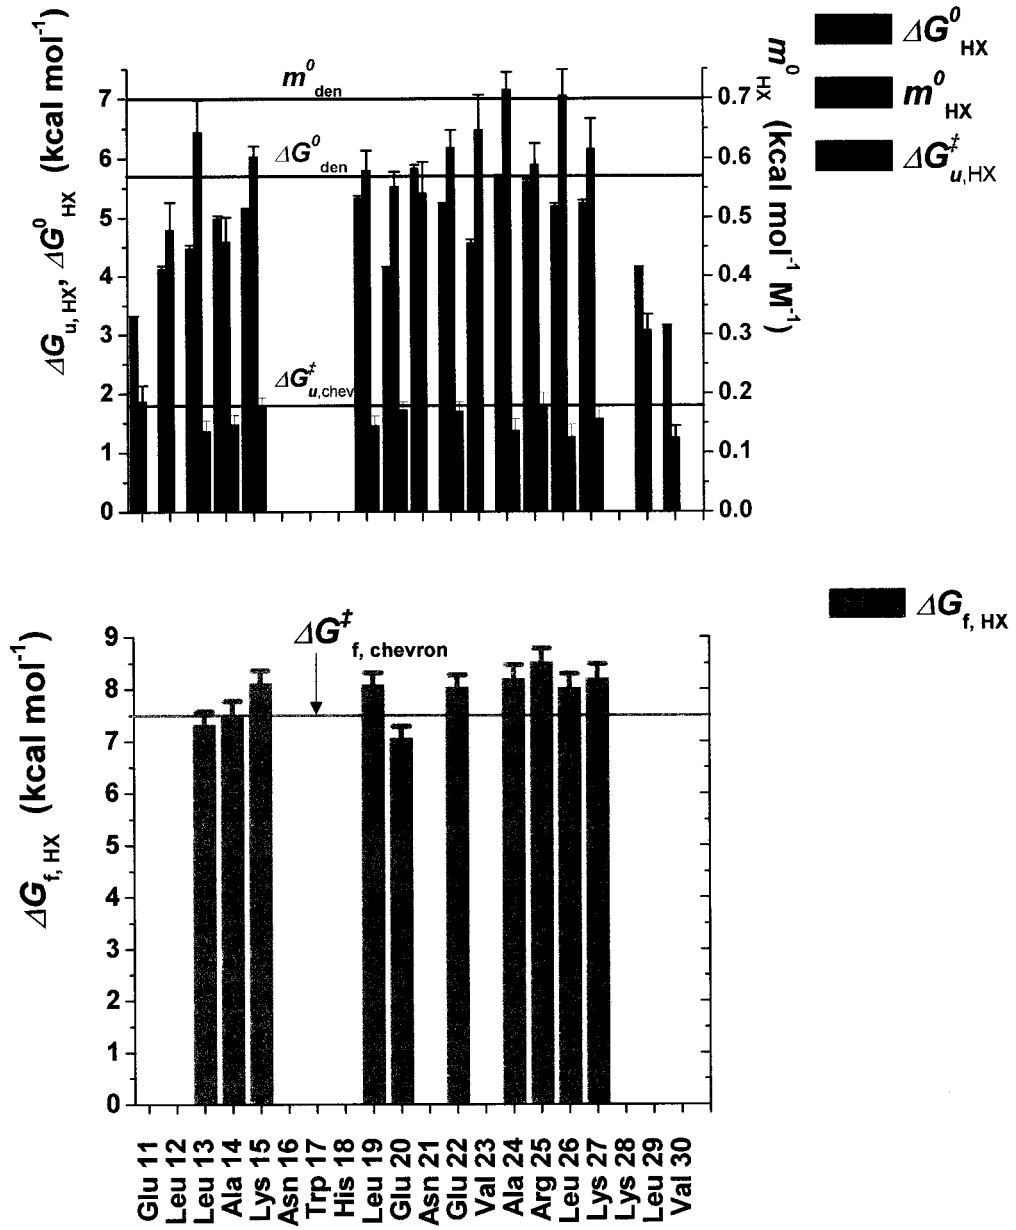 ΔG⁰HX
m⁰HX
ΔG‡u,HX
ΔGu,HX, ΔG⁰HX (kcal mol⁻¹)
7
6
5
4
3
2
1
0
m⁰den
ΔG⁰den
ΔG‡u,chev
0.7
0.6
0.5
0.4
0.3
0.2
0.1
0.0
m⁰HX (kcal mol⁻¹ M⁻¹)
ΔGf, HX
ΔGf, HX (kcal mol⁻¹)
9
8
7
6
5
4
3
2
1
0
ΔG‡f, chevron
Glu 11
Leu 12
Leu 13
Ala 14
Lys 15
Asn 16
Trp 17
His 18
Leu 19
Glu 20
Asn 21
Glu 22
Val 23
Ala 24
Arg 25
Leu 26
Lys 27
Lys 28
Leu 29
Val 30